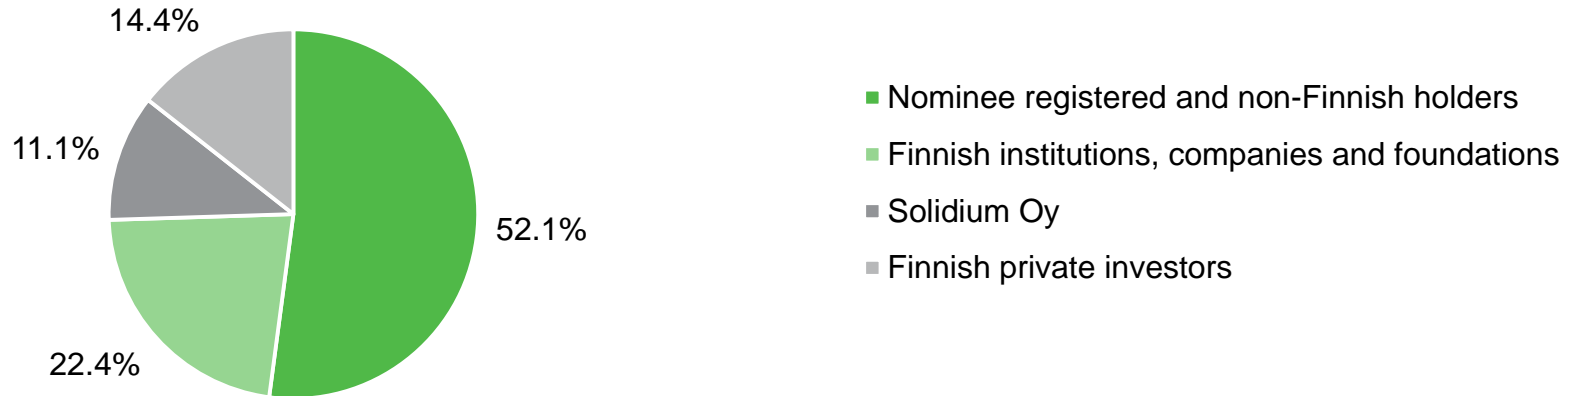 14.4%
11.1%
52.1%
22.4%
Nominee registered and non-Finnish holders
Finnish institutions, companies and foundations
Solidium Oy
Finnish private investors